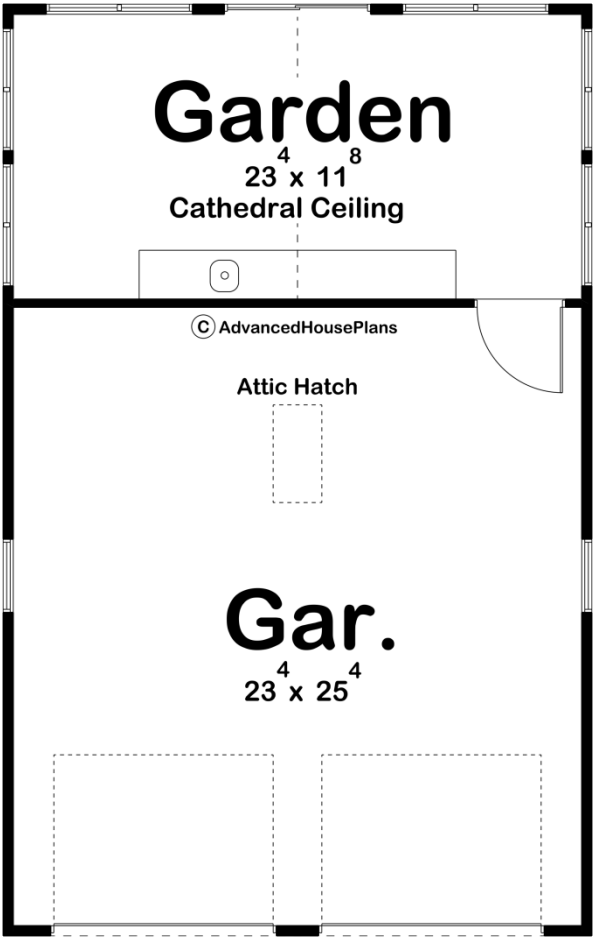 Garden
23⁴ x 11⁸
Cathedral Ceiling
© AdvancedHousePlans
Attic Hatch
Gar.
23⁴ x 25⁴